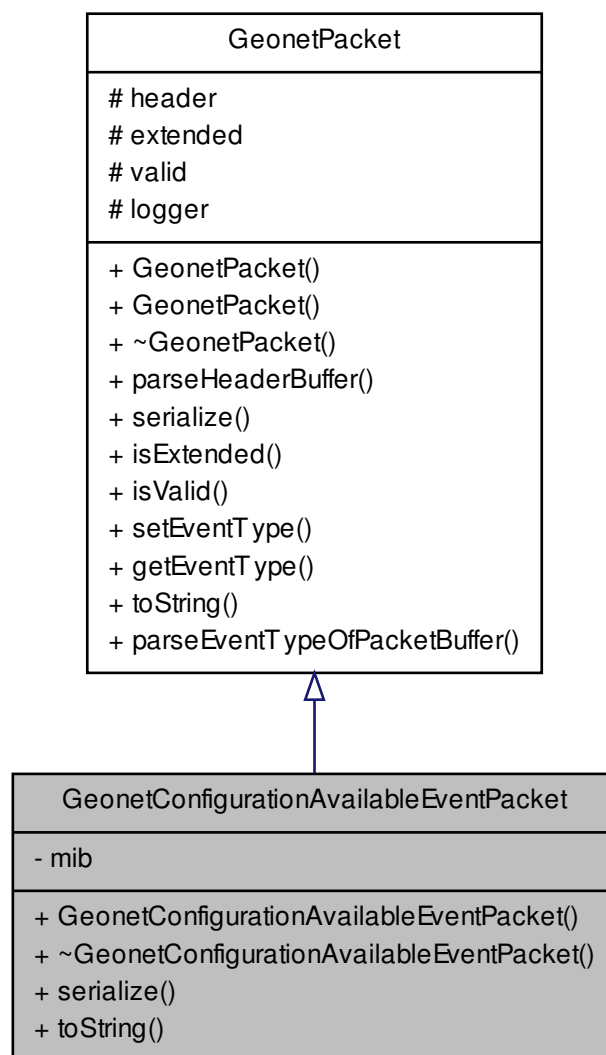 GeonetPacket
# header
# extended
# valid
# logger
+ GeonetPacket()
+ GeonetPacket()
+ ~GeonetPacket()
+ parseHeaderBuffer()
+ serialize()
+ isExtended()
+ isValid()
+ setEventType()
+ getEventType()
+ toString()
+ parseEventTypeOfPacketBuffer()
GeonetConfigurationAvailableEventPacket
- mib
+ GeonetConfigurationAvailableEventPacket()
+ ~GeonetConfigurationAvailableEventPacket()
+ serialize()
+ toString()